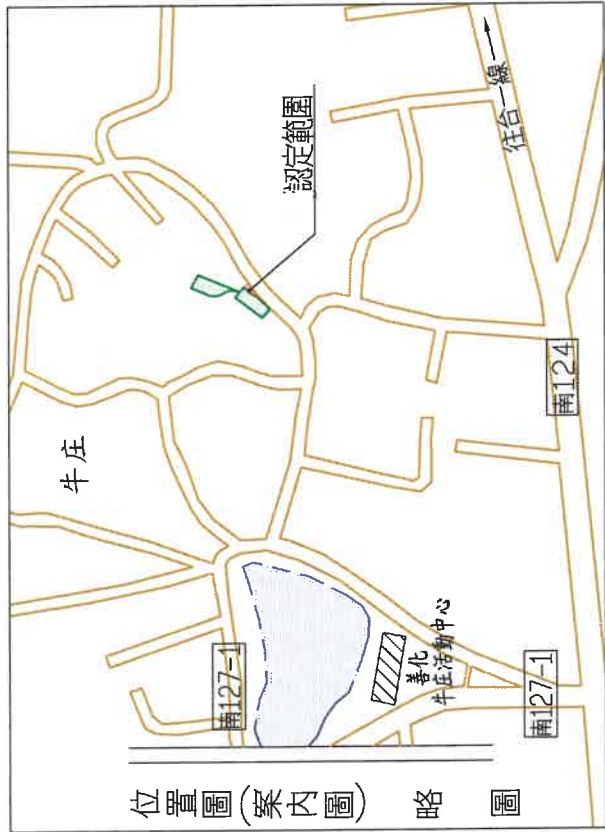 位置圖(案內圖) 略圖
牛庄
認定範圍
往台一線
南127-1
善化
牛庄活動中心
南127-1
南124